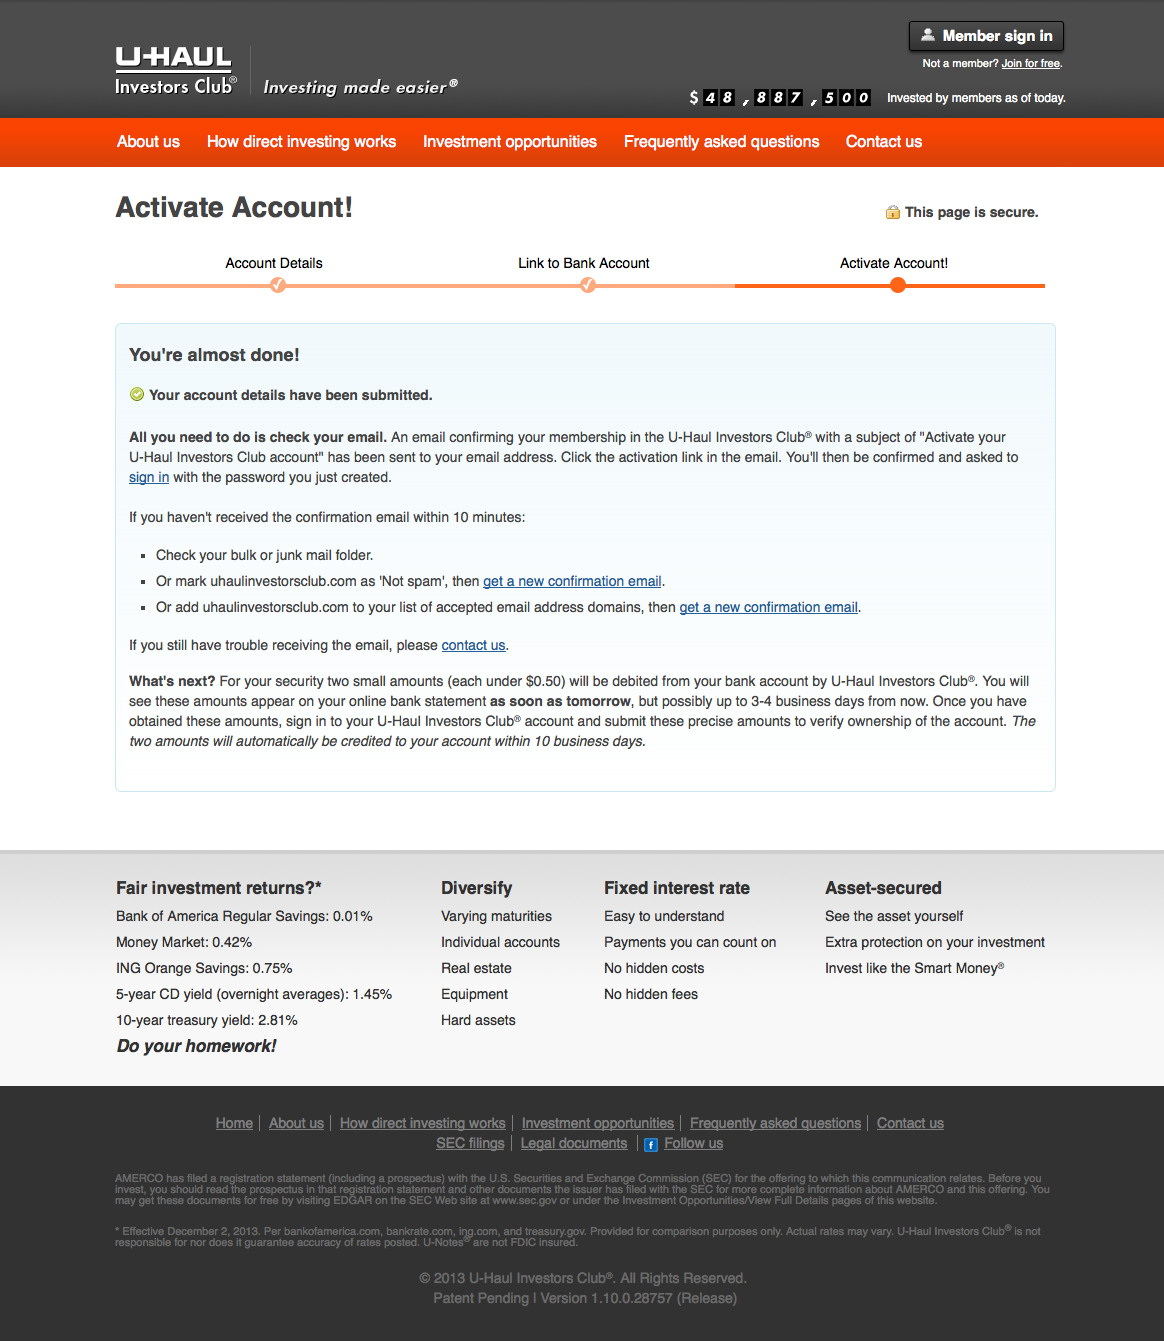 Member sign in
Not a member? Join for free.
U-HAUL
Investors Club®
Investing made easier®
$ 48,887,500 Invested by members as of today.
About us How direct investing works Investment opportunities Frequently asked questions Contact us
Activate Account!
This page is secure.
Account Details Link to Bank Account Activate Account!
You're almost done!
Your account details have been submitted.
All you need to do is check your email. An email confirming your membership in the U-Haul Investors Club® with a subject of "Activate your
U-Haul Investors Club account" has been sent to your email address. Click the activation link in the email. You'll then be confirmed and asked to
sign in with the password you just created.
If you haven't received the confirmation email within 10 minutes:
▪ Check your bulk or junk mail folder.
▪ Or mark uhaulinvestorsclub.com as 'Not spam', then get a new confirmation email.
▪ Or add uhaulinvestorsclub.com to your list of accepted email address domains, then get a new confirmation email.
If you still have trouble receiving the email, please contact us.
What's next? For your security two small amounts (each under $0.50) will be debited from your bank account by U-Haul Investors Club®. You will
see these amounts appear on your online bank statement as soon as tomorrow, but possibly up to 3-4 business days from now. Once you have
obtained these amounts, sign in to your U-Haul Investors Club® account and submit these precise amounts to verify ownership of the account. The
two amounts will automatically be credited to your account within 10 business days.
Fair investment returns?*
Bank of America Regular Savings: 0.01%
Money Market: 0.42%
ING Orange Savings: 0.75%
5-year CD yield (overnight averages): 1.45%
10-year treasury yield: 2.81%
Do your homework!
Diversify
Varying maturities
Individual accounts
Real estate
Equipment
Hard assets
Fixed interest rate
Easy to understand
Payments you can count on
No hidden costs
No hidden fees
Asset-secured
See the asset yourself
Extra protection on your investment
Invest like the Smart Money®
Home | About us | How direct investing works | Investment opportunities | Frequently asked questions | Contact us
SEC filings | Legal documents | f Follow us
AMERCO has filed a registration statement (including a prospectus) with the U.S. Securities and Exchange Commission (SEC) for the offering to which this communication relates. Before you
invest, you should read the prospectus in that registration statement and other documents the issuer has filed with the SEC for more complete information about AMERCO and this offering. You
may get these documents for free by visiting EDGAR on the SEC Web site at www.sec.gov or under the Investment Opportunities/View Full Details pages of this website.
* Effective December 2, 2013. Per bankofamerica.com, bankrate.com, ing.com, and treasury.gov. Provided for comparison purposes only. Actual rates may vary. U-Haul Investors Club® is not
responsible for nor does it guarantee accuracy of rates posted. U-Notes® are not FDIC insured.
© 2013 U-Haul Investors Club®. All Rights Reserved.
Patent Pending | Version 1.10.0.28757 (Release)